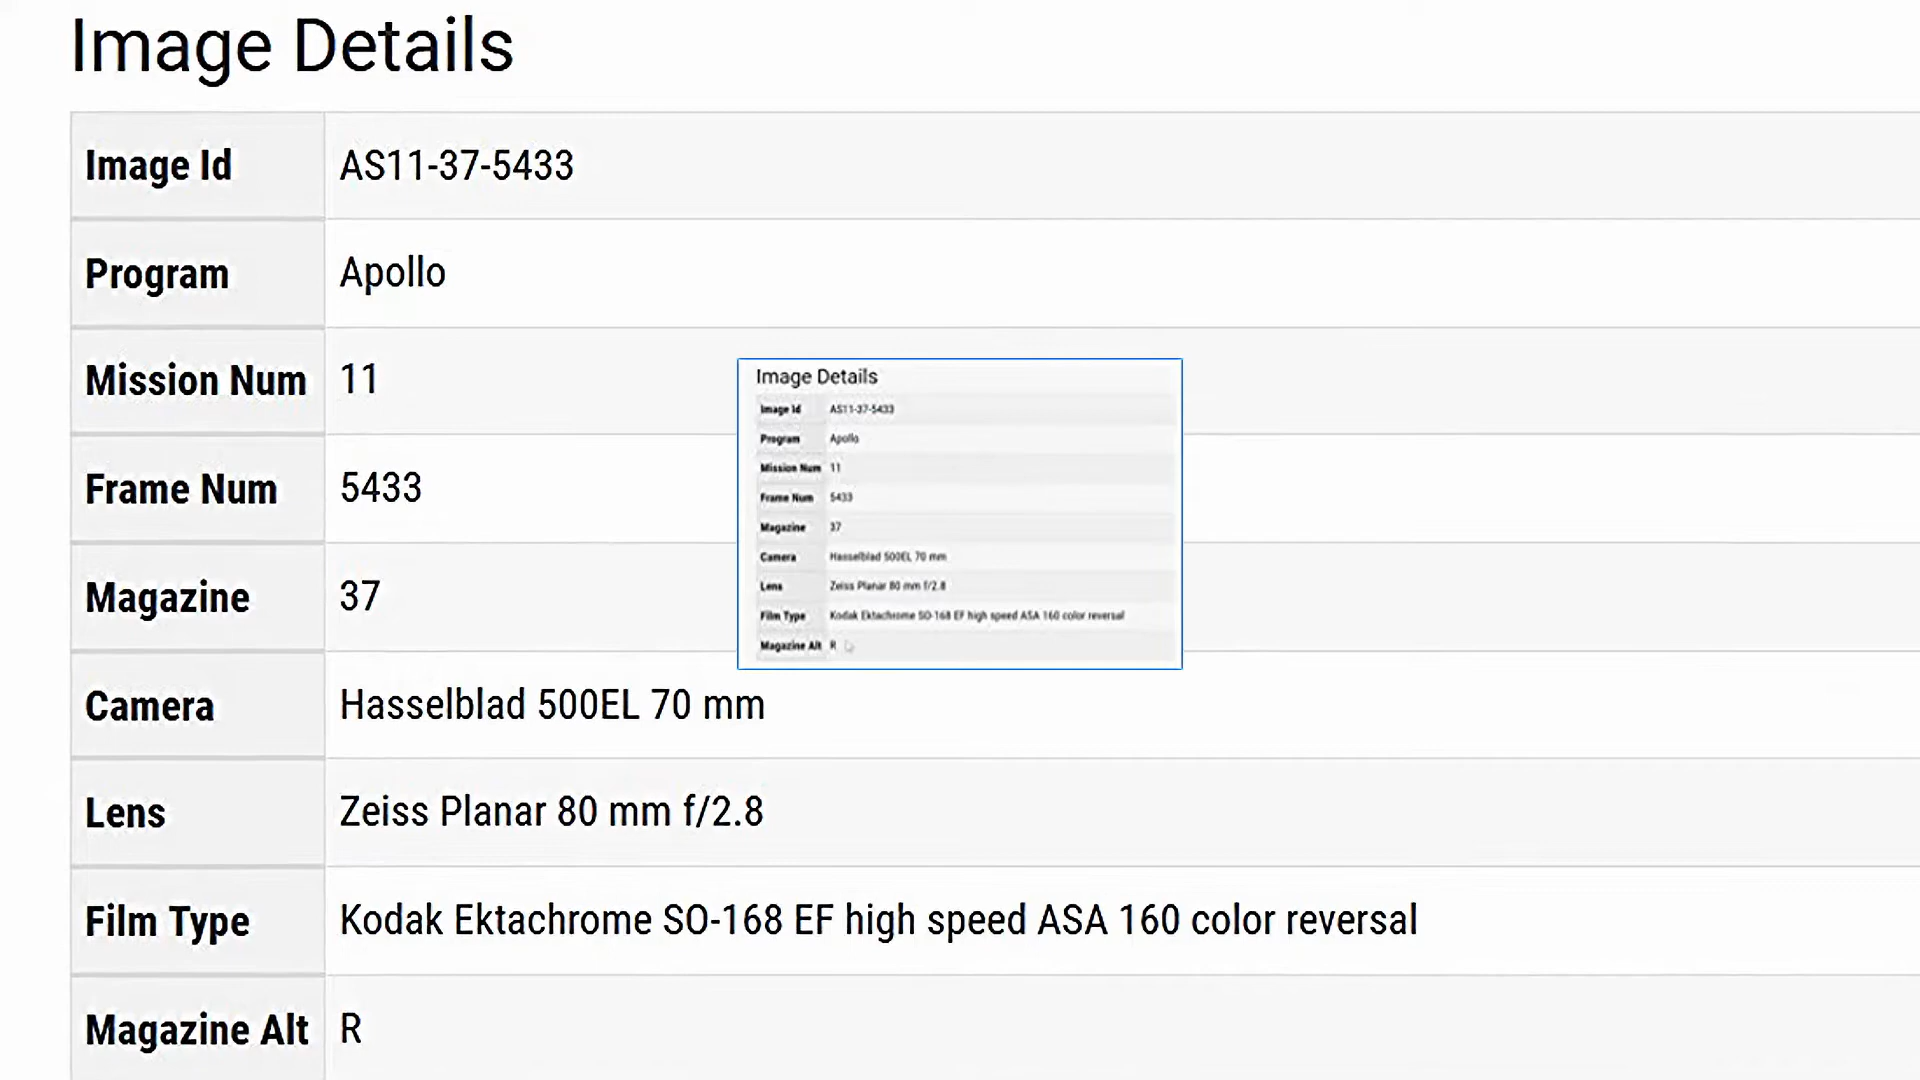 Image Details
Image Id AS11-37-5433
Program Apollo
Mission Num 11
Frame Num 5433
Magazine 37
Camera Hasselblad 500EL 70 mm
Lens Zeiss Planar 80 mm f/2.8
Film Type Kodak Ektachrome SO-168 EF high speed ASA 160 color reversal
Magazine Alt R
Image Details
Image Id AS11-37-5433
Program Apollo
Mission Num 11
Frame Num 5433
Magazine 37
Camera Hasselblad 500EL 70 mm
Lens Zeiss Planar 80 mm f/2.8
Film Type Kodak Ektachrome SO-168 EF high speed ASA 160 color reversal
Magazine Alt R